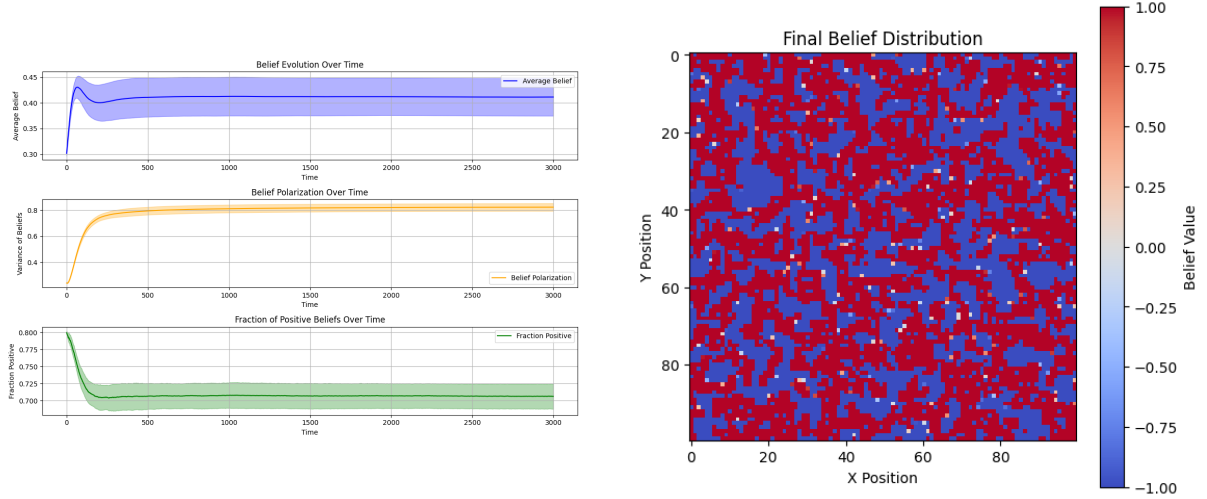 Belief Evolution Over Time
Average Belief
0.45
0.40
0.35
0.30
Average Belief
0 500 1000 1500 2000 2500 3000
Time
Belief Polarization Over Time
Variance of Beliefs
0.8
0.6
0.4
Belief Polarization
0 500 1000 1500 2000 2500 3000
Time
Fraction of Positive Beliefs Over Time
Fraction Positive
0.800
0.775
0.750
0.725
0.700
Fraction Positive
0 500 1000 1500 2000 2500 3000
Time
Final Belief Distribution
Y Position
0
20
40
60
80
0 20 40 60 80
X Position
1.00
0.75
0.50
0.25
0.00
−0.25
−0.50
−0.75
−1.00
Belief Value